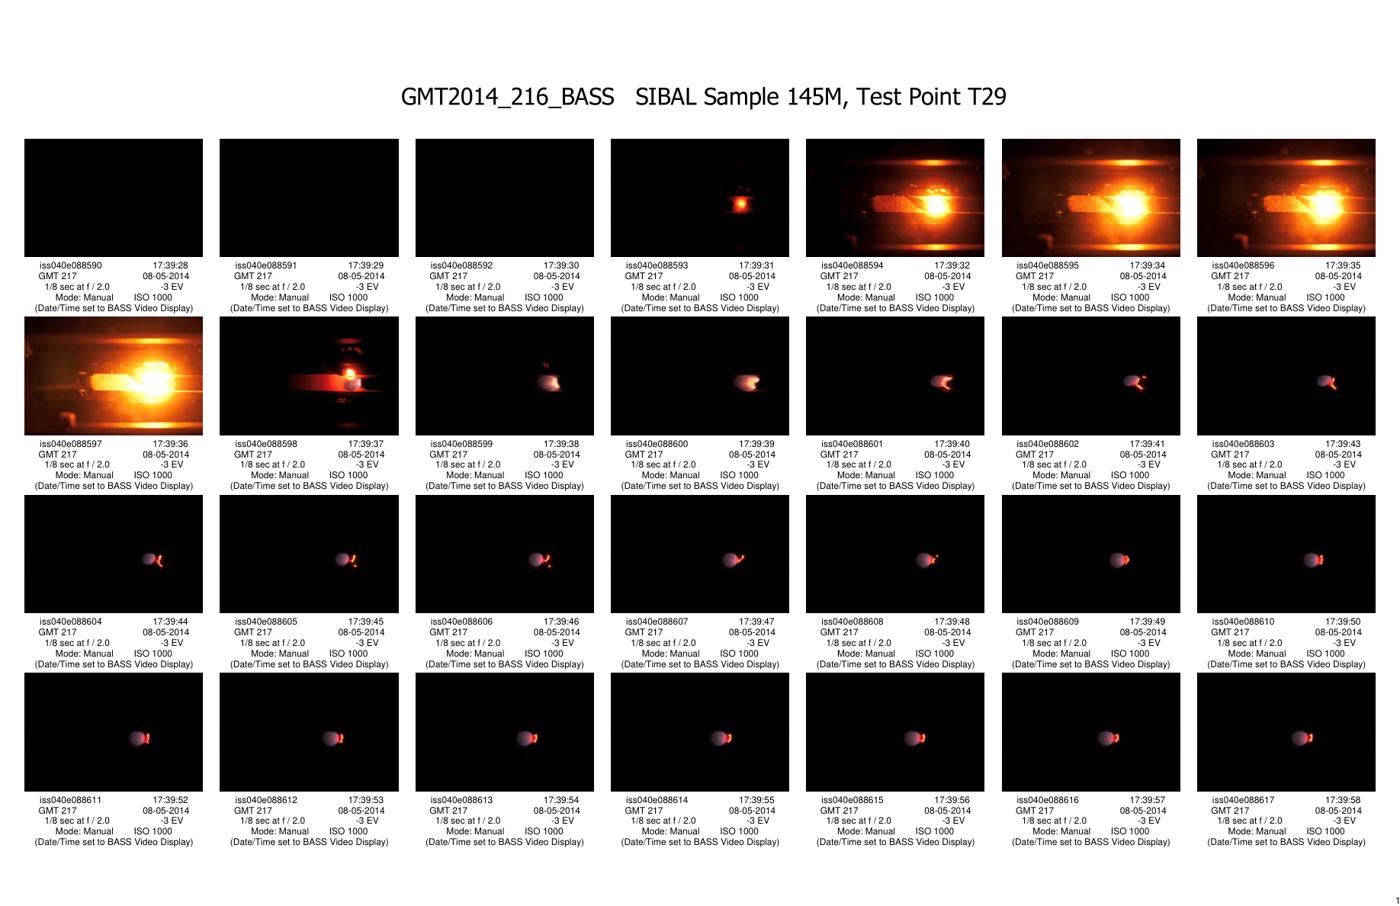 GMT2014_216_BASS SIBAL Sample 145M, Test Point T29
iss040e088590 17:39:28 iss040e088591 17:39:29 iss040e088592 17:39:30 iss040e088593 17:39:31 iss040e088594 17:39:32 iss040e088595 17:39:34 iss040e088596 17:39:35
GMT 217 08-05-2014 GMT 217 08-05-2014 GMT 217 08-05-2014 GMT 217 08-05-2014 GMT 217 08-05-2014 GMT 217 08-05-2014 GMT 217 08-05-2014
1/8 sec at f / 2.0 -3 EV 1/8 sec at f / 2.0 -3 EV 1/8 sec at f / 2.0 -3 EV 1/8 sec at f / 2.0 -3 EV 1/8 sec at f / 2.0 -3 EV 1/8 sec at f / 2.0 -3 EV 1/8 sec at f / 2.0 -3 EV
Mode: Manual ISO 1000 Mode: Manual ISO 1000 Mode: Manual ISO 1000 Mode: Manual ISO 1000 Mode: Manual ISO 1000 Mode: Manual ISO 1000 Mode: Manual ISO 1000
(Date/Time set to BASS Video Display) (Date/Time set to BASS Video Display) (Date/Time set to BASS Video Display) (Date/Time set to BASS Video Display) (Date/Time set to BASS Video Display) (Date/Time set to BASS Video Display) (Date/Time set to BASS Video Display)
iss040e088597 17:39:36 iss040e088598 17:39:37 iss040e088599 17:39:38 iss040e088600 17:39:39 iss040e088601 17:39:40 iss040e088602 17:39:41 iss040e088603 17:39:43
GMT 217 08-05-2014 GMT 217 08-05-2014 GMT 217 08-05-2014 GMT 217 08-05-2014 GMT 217 08-05-2014 GMT 217 08-05-2014 GMT 217 08-05-2014
1/8 sec at f / 2.0 -3 EV 1/8 sec at f / 2.0 -3 EV 1/8 sec at f / 2.0 -3 EV 1/8 sec at f / 2.0 -3 EV 1/8 sec at f / 2.0 -3 EV 1/8 sec at f / 2.0 -3 EV 1/8 sec at f / 2.0 -3 EV
Mode: Manual ISO 1000 Mode: Manual ISO 1000 Mode: Manual ISO 1000 Mode: Manual ISO 1000 Mode: Manual ISO 1000 Mode: Manual ISO 1000 Mode: Manual ISO 1000
(Date/Time set to BASS Video Display) (Date/Time set to BASS Video Display) (Date/Time set to BASS Video Display) (Date/Time set to BASS Video Display) (Date/Time set to BASS Video Display) (Date/Time set to BASS Video Display) (Date/Time set to BASS Video Display)
iss040e088604 17:39:44 iss040e088605 17:39:45 iss040e088606 17:39:46 iss040e088607 17:39:47 iss040e088608 17:39:48 iss040e088609 17:39:49 iss040e088610 17:39:50
GMT 217 08-05-2014 GMT 217 08-05-2014 GMT 217 08-05-2014 GMT 217 08-05-2014 GMT 217 08-05-2014 GMT 217 08-05-2014 GMT 217 08-05-2014
1/8 sec at f / 2.0 -3 EV 1/8 sec at f / 2.0 -3 EV 1/8 sec at f / 2.0 -3 EV 1/8 sec at f / 2.0 -3 EV 1/8 sec at f / 2.0 -3 EV 1/8 sec at f / 2.0 -3 EV 1/8 sec at f / 2.0 -3 EV
Mode: Manual ISO 1000 Mode: Manual ISO 1000 Mode: Manual ISO 1000 Mode: Manual ISO 1000 Mode: Manual ISO 1000 Mode: Manual ISO 1000 Mode: Manual ISO 1000
(Date/Time set to BASS Video Display) (Date/Time set to BASS Video Display) (Date/Time set to BASS Video Display) (Date/Time set to BASS Video Display) (Date/Time set to BASS Video Display) (Date/Time set to BASS Video Display) (Date/Time set to BASS Video Display)
iss040e088611 17:39:52 iss040e088612 17:39:53 iss040e088613 17:39:54 iss040e088614 17:39:55 iss040e088615 17:39:56 iss040e088616 17:39:57 iss040e088617 17:39:58
GMT 217 08-05-2014 GMT 217 08-05-2014 GMT 217 08-05-2014 GMT 217 08-05-2014 GMT 217 08-05-2014 GMT 217 08-05-2014 GMT 217 08-05-2014
1/8 sec at f / 2.0 -3 EV 1/8 sec at f / 2.0 -3 EV 1/8 sec at f / 2.0 -3 EV 1/8 sec at f / 2.0 -3 EV 1/8 sec at f / 2.0 -3 EV 1/8 sec at f / 2.0 -3 EV 1/8 sec at f / 2.0 -3 EV
Mode: Manual ISO 1000 Mode: Manual ISO 1000 Mode: Manual ISO 1000 Mode: Manual ISO 1000 Mode: Manual ISO 1000 Mode: Manual ISO 1000 Mode: Manual ISO 1000
(Date/Time set to BASS Video Display) (Date/Time set to BASS Video Display) (Date/Time set to BASS Video Display) (Date/Time set to BASS Video Display) (Date/Time set to BASS Video Display) (Date/Time set to BASS Video Display) (Date/Time set to BASS Video Display)